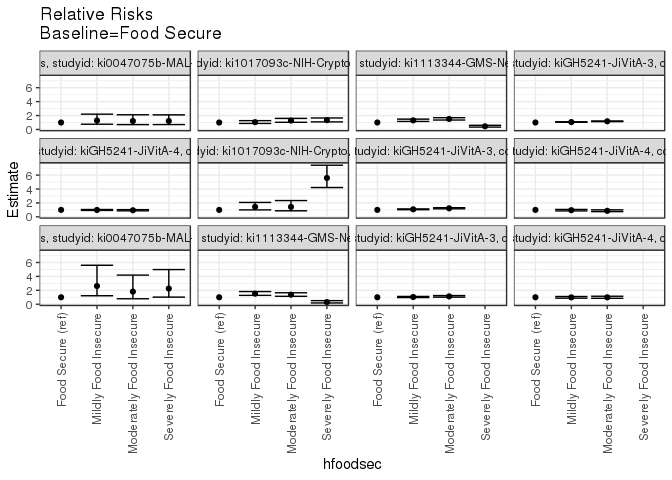 Relative Risks
Baseline=Food Secure
s, studyid: ki0047075b-MAL-
dyid: ki1017093c-NIH-Crypto
studyid: ki1113344-GMS-Ne
studyid: kiGH5241-JiVitA-3, c
studyid: kiGH5241-JiVitA-4, co
dyid: ki1017093c-NIH-Crypto,
studyid: kiGH5241-JiVitA-3, co
studyid: kiGH5241-JiVitA-4, c
s, studyid: ki0047075b-MAL-
studyid: ki1113344-GMS-Ne
studyid: kiGH5241-JiVitA-3, c
studyid: kiGH5241-JiVitA-4, c
6
4
2
0
6
4
2
0
6
4
2
0
Estimate
Food Secure (ref)
Mildly Food Insecure
Moderately Food Insecure
Severely Food Insecure
Food Secure (ref)
Mildly Food Insecure
Moderately Food Insecure
Severely Food Insecure
Food Secure (ref)
Mildly Food Insecure
Moderately Food Insecure
Severely Food Insecure
Food Secure (ref)
Mildly Food Insecure
Moderately Food Insecure
Severely Food Insecure
hfoodsec